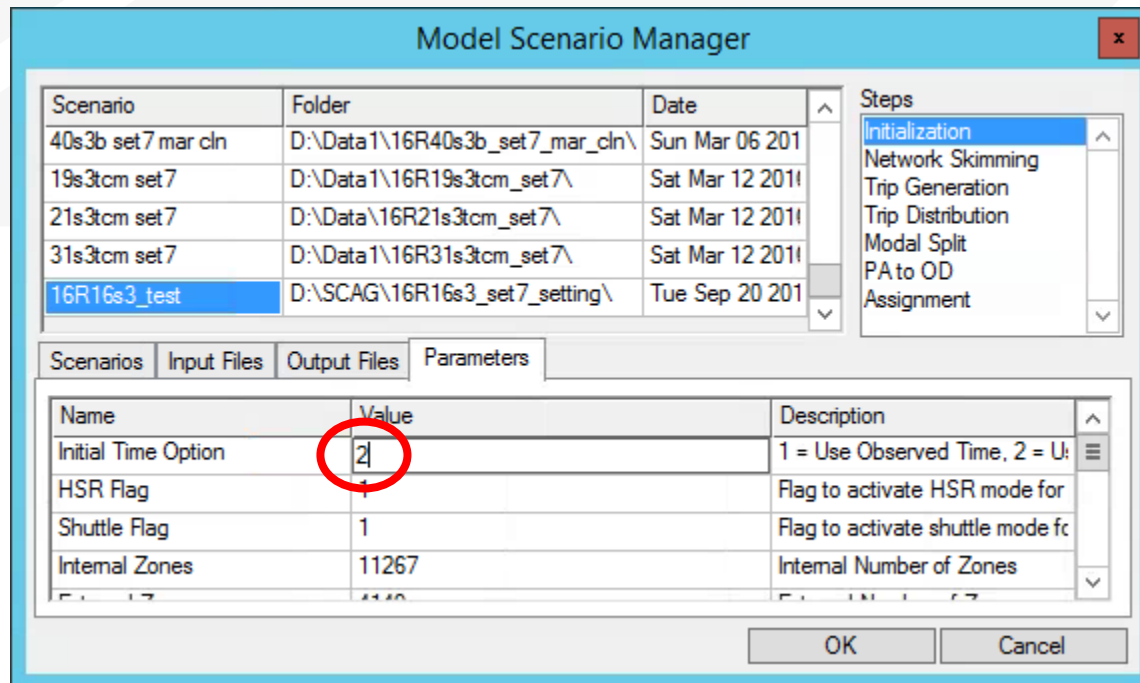 Model Scenario Manager
x
Scenario Folder Date
40s3b set7 mar cln D:\Data1\16R40s3b_set7_mar_cln\ Sun Mar 06 201
19s3tcm set7 D:\Data1\16R19s3tcm_set7\ Sat Mar 12 201
21s3tcm set7 D:\Data\16R21s3tcm_set7\ Sat Mar 12 201
31s3tcm set7 D:\Data1\16R31s3tcm_set7\ Sat Mar 12 201
16R16s3_test D:\SCAG\16R16s3_set7_setting\ Tue Sep 20 201
Steps
Initialization
Network Skimming
Trip Generation
Trip Distribution
Modal Split
PA to OD
Assignment
Scenarios Input Files Output Files Parameters
Name Value Description
Initial Time Option 2 1 = Use Observed Time, 2 =
HSR Flag 1 Flag to activate HSR mode for
Shuttle Flag 1 Flag to activate shuttle mode
Internal Zones 11267 Internal Number of Zones
OK Cancel